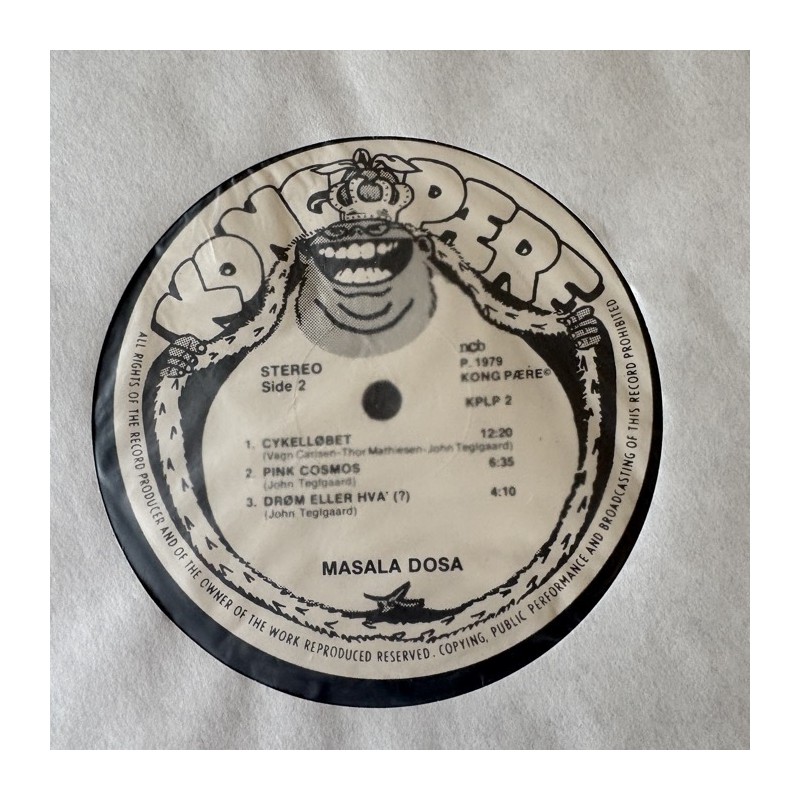 KONG PÆRE
STEREO
Side 2
ncb
P. 1979
KONG PÆRE©
KPLP 2
1. CYKELLØBET 12:20
(Vagn Carlsen-Thor Mathiesen-John Teglgaard)
2. PINK COSMOS 6:35
(John Teglgaard)
3. DRØM ELLER HVA' (?) 4:10
(John Teglgaard)
MASALA DOSA
ALL RIGHTS OF THE RECORD PRODUCER AND OF THE OWNER OF THE WORK REPRODUCED RESERVED. COPYING, PUBLIC PERFORMANCE AND BROADCASTING OF THIS RECORD PROHIBITED